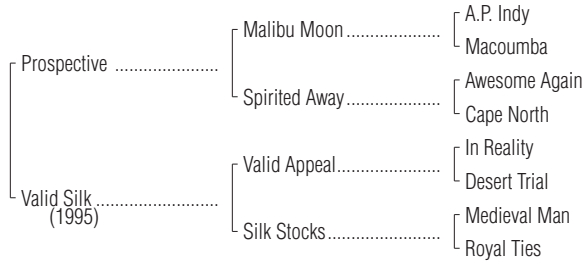 A.P. Indy
Malibu Moon ....................
Macoumba
Prospective ......................
Awesome Again
Spirited Away....................
Cape North
In Reality
Valid Appeal......................
Desert Trial
Valid Silk ..........................
(1995)
Medieval Man
Silk Stocks........................
Royal Ties